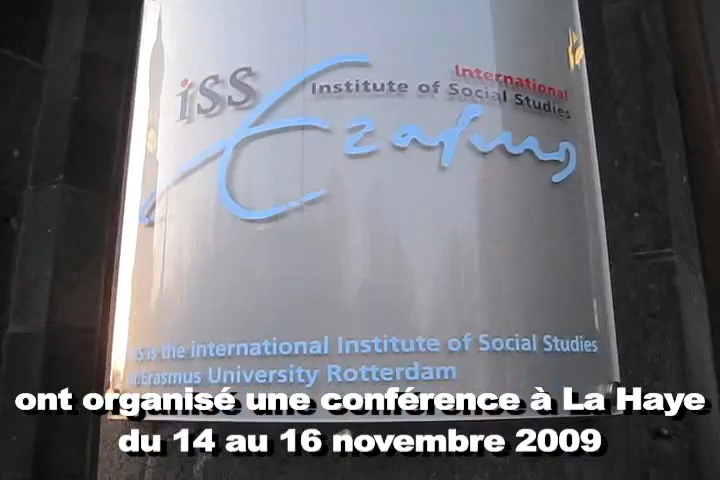 International
iSS Institute of Social Studies
Erasmus
is the international Institute of Social Studies
Erasmus University Rotterdam
ont organisé une conférence à La Haye
du 14 au 16 novembre 2009